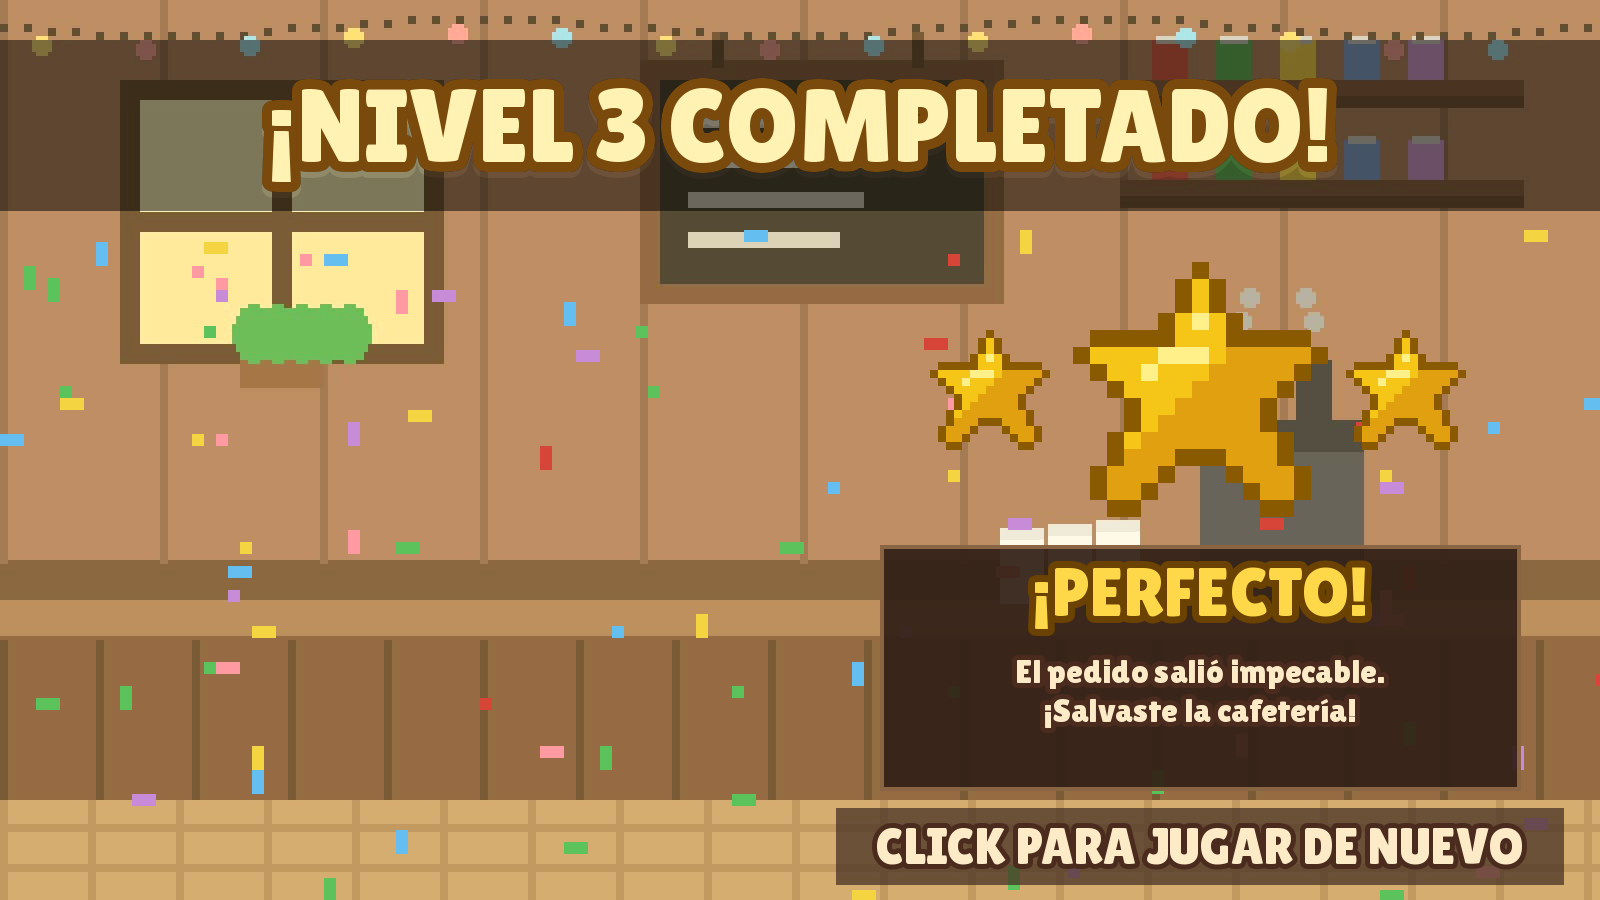 ¡NIVEL 3 COMPLETADO!
¡PERFECTO!
El pedido salió impecable.
¡Salvaste la cafetería!
CLICK PARA JUGAR DE NUEVO